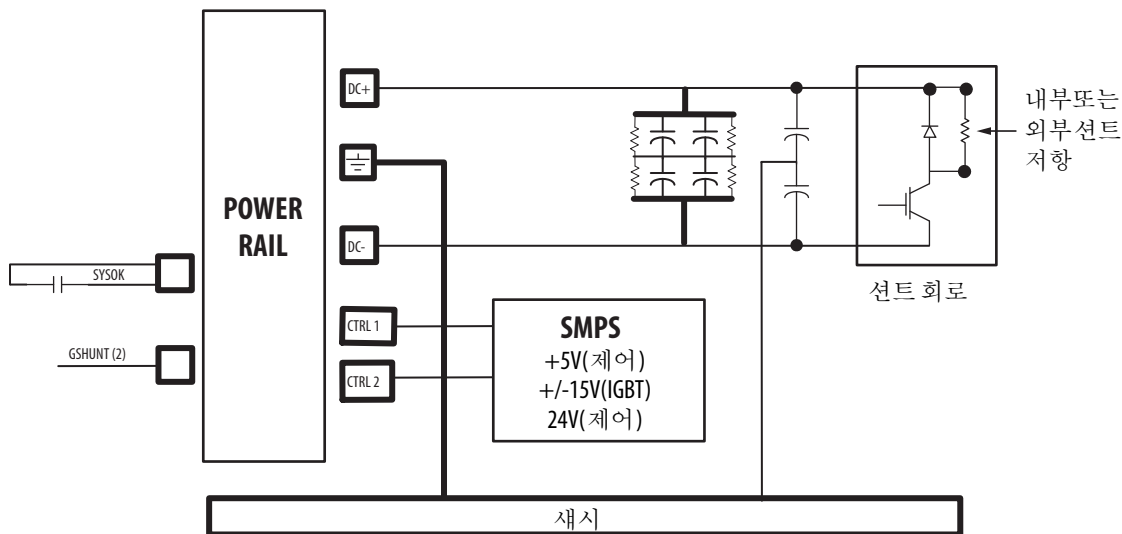 DC+
내부또는
외부션트
저항
POWER
RAIL
DC-
SYSOK
션트 회로
CTRL 1
SMPS
+5V(제어)
GSHUNT (2)
CTRL 2
+/-15V(IGBT)
24V(제어)
섀시